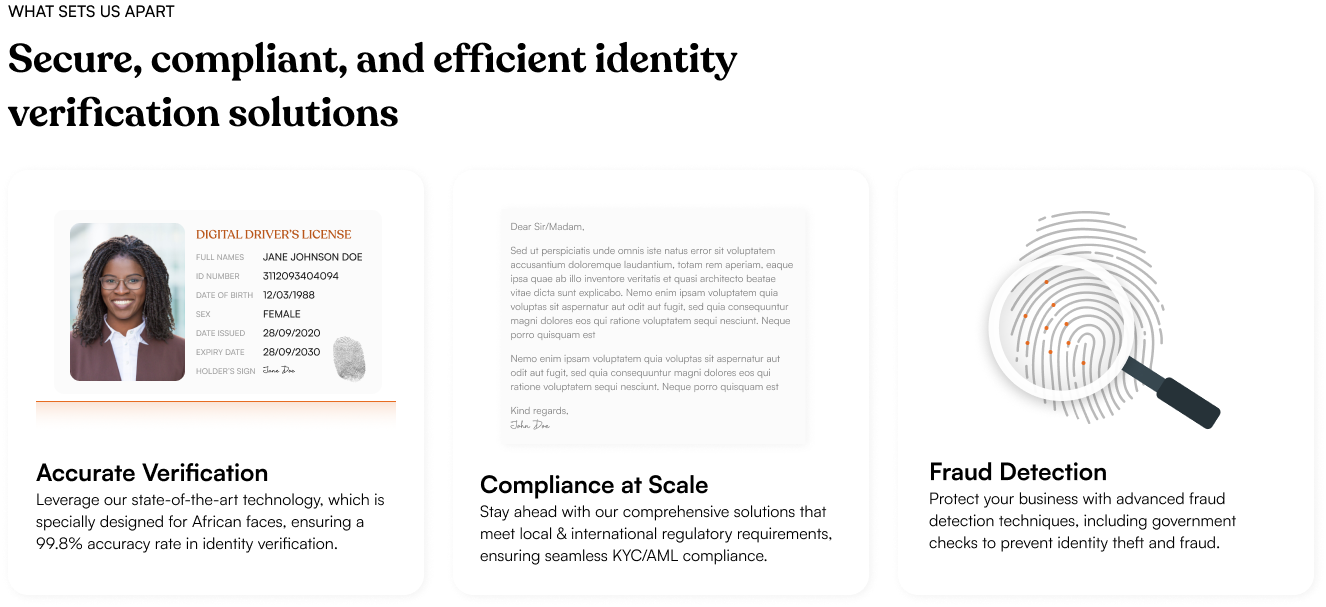 WHAT SETS US APART
Secure, compliant, and efficient identity
verification solutions
DIGITAL DRIVER'S LICENSE
FULL NAMES JANE JOHNSON DOE
ID NUMBER 3112093404094
DATE OF BIRTH 12/03/1988
SEX FEMALE
DATE ISSUED 28/09/2020
EXPIRY DATE 28/09/2030
HOLDER'S SIGN Jane Doe
Accurate Verification
Leverage our state-of-the-art technology, which is
specially designed for African faces, ensuring a
99.8% accuracy rate in identity verification.
Dear Sir/Madam,
Sed ut perspiciatis unde omnis iste natus error sit voluptatem
accusantium doloremque laudantium, totam rem aperiam, eaque
ipsa quae ab illo inventore veritatis et quasi architecto beatae
vitae dicta sunt explicabo. Nemo enim ipsam voluptatem quia
voluptas sit aspernatur aut odit aut fugit, sed quia consequuntur
magni dolores eos qui ratione voluptatem sequi nesciunt. Neque
porro quisquam est
Nemo enim ipsam voluptatem quia voluptas sit aspernatur aut
odit aut fugit, sed quia consequuntur magni dolores eos qui
ratione voluptatem sequi nesciunt. Neque porro quisquam est
Kind regards,
John Doe
Compliance at Scale
Stay ahead with our comprehensive solutions that
meet local & international regulatory requirements,
ensuring seamless KYC/AML compliance.
Fraud Detection
Protect your business with advanced fraud
detection techniques, including government
checks to prevent identity theft and fraud.